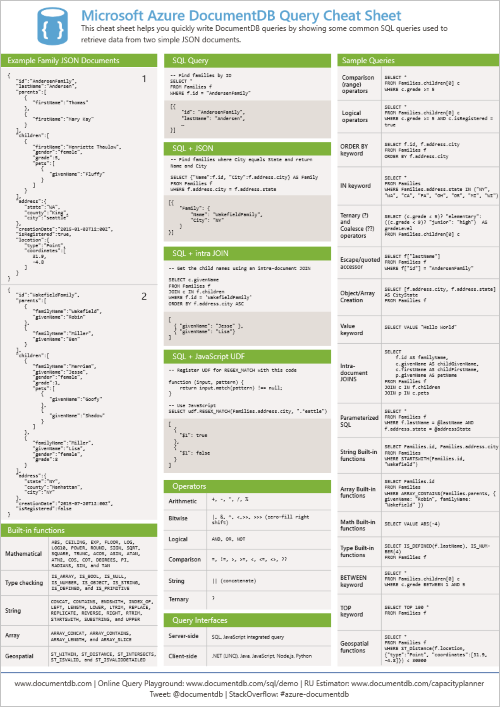 Microsoft Azure DocumentDB Query Cheat Sheet
This cheat sheet helps you quickly write DocumentDB queries by showing some common SQL queries used to
retrieve data from two simple JSON documents.
Example Family JSON Documents
1
{
"id":"AndersenFamily",
"lastName":"Andersen",
"parents":[
{
"firstName":"Thomas"
},
{
"firstName":"Mary Kay"
}
],
"children":[
{
"firstName":"Henriette Thaulow",
"gender":"female",
"grade":5,
"pets":[
{
"givenName":"Fluffy"
}
]
}
],
"address":{
"state":"WA",
"county":"King",
"city":"Seattle"
},
"creationDate":"2015-01-03T12:00Z",
"isRegistered":true,
"location":{
"type":"Point",
"coordinates":[
31.9,
-4.8
]
}
}
2
{
"id":"WakefieldFamily",
"parents":[
{
"familyName":"Wakefield",
"givenName":"Robin"
},
{
"familyName":"Miller",
"givenName":"Ben"
}
],
"children":[
{
"familyName":"Merriam",
"givenName":"Jesse",
"gender":"female",
"grade":1,
"pets":[
{
"givenName":"Goofy"
},
{
"givenName":"Shadow"
}
]
},
{
"familyName":"Miller",
"givenName":"Lisa",
"gender":"female",
"grade":8
}
],
"address":{
"state":"NY",
"county":"Manhattan",
"city":"NY"
},
"creationDate":"2015-07-20T12:00Z",
"isRegistered":false
}
Built-in functions
Mathematical
ABS, CEILING, EXP, FLOOR, LOG,
LOG10, POWER, ROUND, SIGN, SQRT,
SQUARE, TRUNC, ACOS, ASIN, ATAN,
ATN2, COS, COT, DEGREES, PI,
RADIANS, SIN, and TAN
Type checking
IS_ARRAY, IS_BOOL, IS_NULL,
IS_NUMBER, IS_OBJECT, IS_STRING,
IS_DEFINED, and IS_PRIMITIVE
String
CONCAT, CONTAINS, ENDSWITH, INDEX_OF,
LEFT, LENGTH, LOWER, LTRIM, REPLACE,
REPLICATE, REVERSE, RIGHT, RTRIM,
STARTSWITH, SUBSTRING, and UPPER
Array
ARRAY_CONCAT, ARRAY_CONTAINS,
ARRAY_LENGTH, and ARRAY_SLICE
Geospatial
ST_WITHIN, ST_DISTANCE, ST_INTERSECTS,
ST_ISVALID, and ST_ISVALIDDETAILED
SQL Query
-- Find families by ID
SELECT *
FROM Families f
WHERE f.id = "AndersenFamily"
[{
"id": "AndersenFamily",
"lastName": "Andersen",
…
}]
SQL + JSON
-- Find families where City equals State and return
Name and City
SELECT {"Name":f.id, "City":f.address.city} AS Family
FROM Families f
WHERE f.address.city = f.address.state
[{
"Family": {
"Name": "WakefieldFamily",
"city": "NY"
}
}]
SQL + intra JOIN
-- Get the child names using an intra-document JOIN
SELECT c.givenName
FROM Families f
JOIN c IN f.children
WHERE f.id = 'WakefieldFamily'
ORDER BY f.address.city ASC
[
{ "givenName": "Jesse" },
{ "givenName": "Lisa"}
]
SQL + JavaScript UDF
-- Register UDF for REGEX_MATCH with this code
function (input, pattern) {
return input.match(pattern) !== null;
}
-- Use JavaScript
SELECT udf.REGEX_MATCH(Families.address.city, ".*eattle")
[
{
"$1": true
},
{
"$1": false
}
]
Operators
Arithmetic
+, -, *, /, %
Bitwise
|, &, ^, <<, >>, >>> (zero-fill right
shift)
Logical
AND, OR, NOT
Comparison
=, !=, >, >=, <, <=, <>, ??
String
|| (concatenate)
Ternary
?
Query Interfaces
Server-side
SQL, JavaScript integrated query
Client-side
.NET (LINQ), Java, JavaScript, Node.js, Python
Sample Queries
Comparison
(range)
operators
SELECT *
FROM Families.children[0] c
WHERE c.grade >= 5
Logical
operators
SELECT *
FROM Families.children[0] c
WHERE c.grade >= 5 AND c.isRegistered =
true
ORDER BY
keyword
SELECT f.id, f.address.city
FROM Families f
ORDER BY f.address.city
IN keyword
SELECT *
FROM Families
WHERE Families.address.state IN ("NY",
"WA", "CA", "PA", "OH", "OR", "MI", "WI")
Ternary (?)
and
Coalesce (??)
operators
SELECT (c.grade < 5)? "elementary":
((c.grade < 9)? "junior": "high") AS
gradeLevel
FROM Families.children[0] c
Escape/quoted
accessor
SELECT f["lastName"]
FROM Families f
WHERE f["id"] = "AndersenFamily"
Object/Array
Creation
SELECT [f.address.city, f.address.state]
AS CityState
FROM Families f
Value
keyword
SELECT VALUE "Hello World"
Intra-
document
JOINS
SELECT
f.id AS familyName,
c.givenName AS childGivenName,
c.firstName AS childFirstName,
p.givenName AS petName
FROM Families f
JOIN c IN f.children
JOIN p IN c.pets
Parameterized
SQL
SELECT *
FROM Families f
WHERE f.lastName = @lastName AND
f.address.state = @addressState
String Built-in
functions
SELECT Families.id, Families.address.city
FROM Families
WHERE STARTSWITH(Families.id,
"Wakefield")
Array Built-in
functions
SELECT Families.id
FROM Families
WHERE ARRAY_CONTAINS(Families.parents, {
givenName: "Robin", familyName:
"Wakefield" })
Math Built-in
functions
SELECT VALUE ABS(-4)
Type Built-in
functions
SELECT IS_DEFINED(f.lastName), IS_NUM-
BER(4)
FROM Families f
BETWEEN
keyword
SELECT *
FROM Families.children[0] c
WHERE c.grade BETWEEN 1 AND 5
TOP
keyword
SELECT TOP 100 *
FROM Families f
Geospatial
functions
SELECT *
FROM Families f
WHERE ST_Distance(f.location,
{"type":"Point", "coordinates":[31.9,
-4.8]}) < 30000
www.documentdb.com | Online Query Playground: www.documentdb.com/sql/demo | RU Estimator: www.documentdb.com/capacityplanner
Tweet: @documentdb | StackOverflow: #azure-documentdb